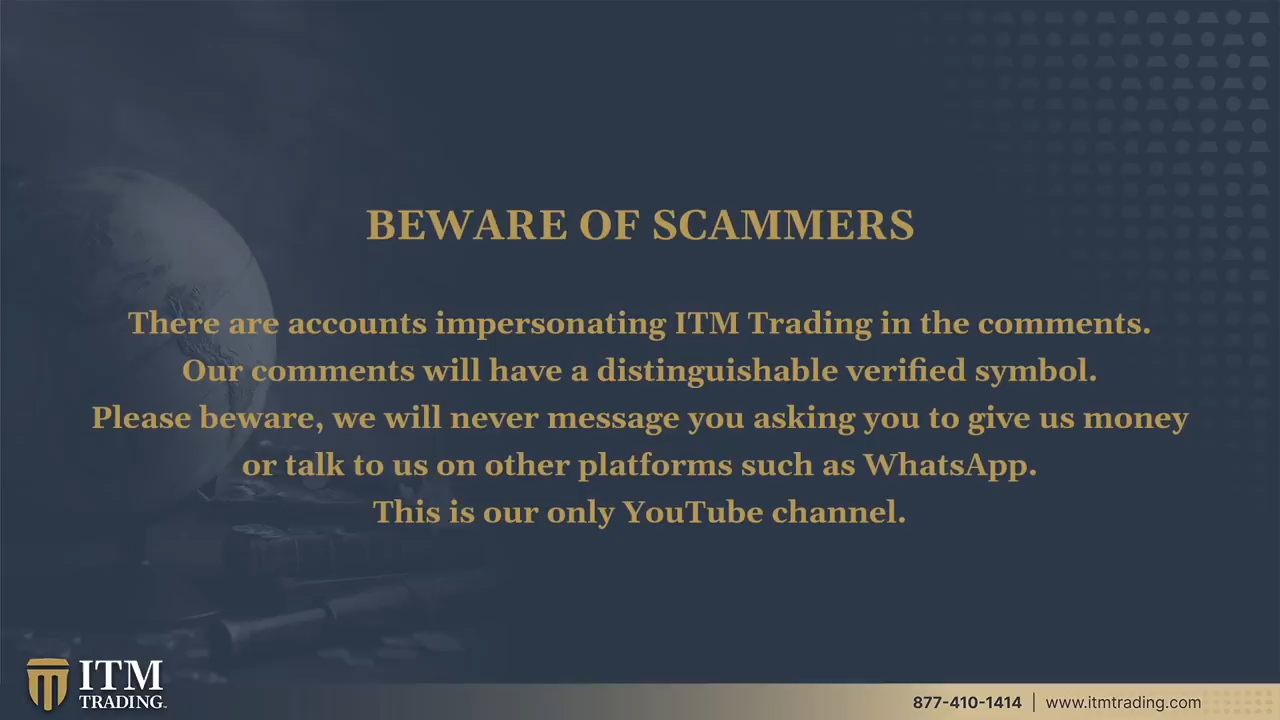 BEWARE OF SCAMMERS
There are accounts impersonating ITM Trading in the comments.
Our comments will have a distinguishable verified symbol.
Please beware, we will never message you asking you to give us money
or talk to us on other platforms such as WhatsApp.
This is our only YouTube channel.
ITM
TRADING
877-410-1414 | www.itmtrading.com